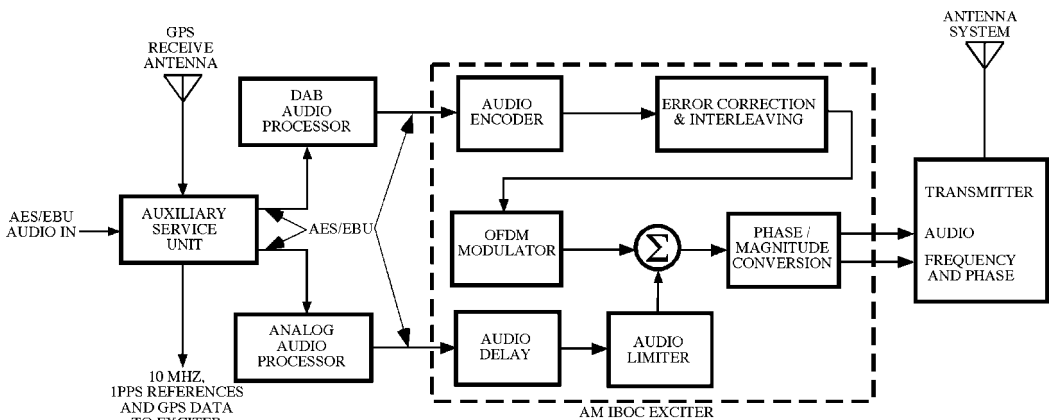 GPS
RECEIVE
ANTENNA
ANTENNA
SYSTEM
DAB
AUDIO
PROCESSOR
AUDIO
ENCODER
ERROR CORRECTION
& INTERLEAVING
AES/EBU
AUDIO IN
AUXILIARY
SERVICE
UNIT
AES/EBU
OFDM
MODULATOR
Σ
PHASE /
MAGNITUDE
CONVERSION
TRANSMITTER
AUDIO
FREQUENCY
AND PHASE
ANALOG
AUDIO
PROCESSOR
AUDIO
DELAY
AUDIO
LIMITER
10 MHZ,
1PPS REFERENCES
AND GPS DATA
TO EXCITER
AM IBOC EXCITER